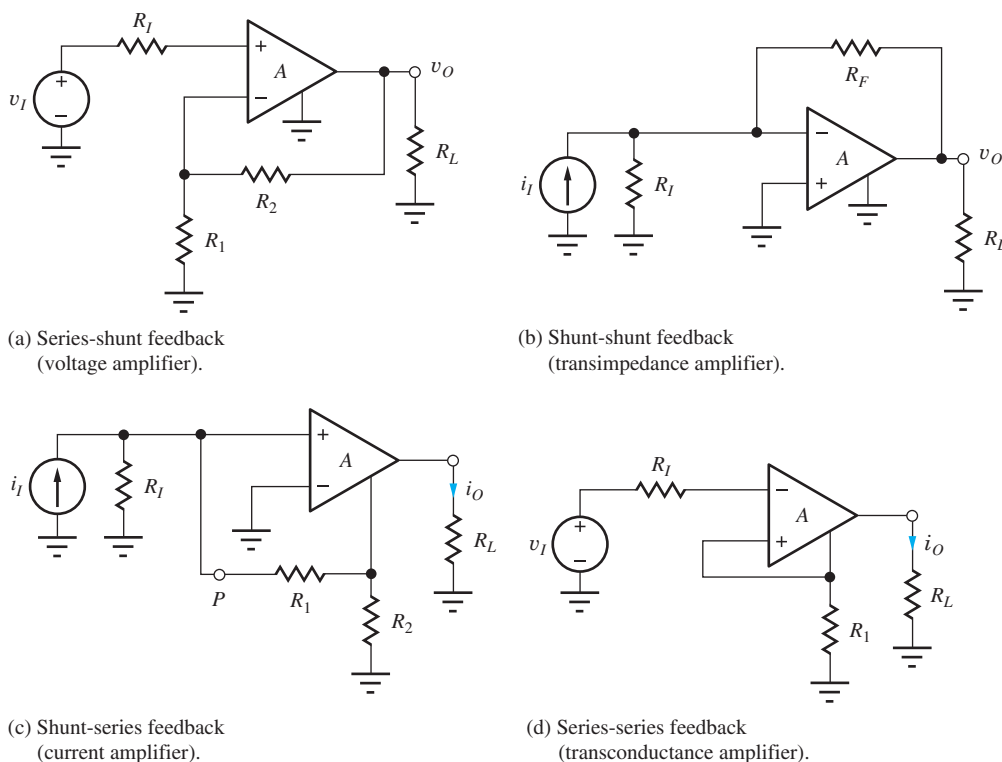 R_I
+
A
v_O
v_I
+
−
−
R_L
R_2
R_1
(a) Series-shunt feedback
(voltage amplifier).
R_F
−
A
v_O
i_I
R_I
+
R_L
(b) Shunt-shunt feedback
(transimpedance amplifier).
+
A
i_I
R_I
−
i_O
R_L
P
R_1
R_2
(c) Shunt-series feedback
(current amplifier).
R_I
−
A
v_I
+
−
+
i_O
R_L
R_1
(d) Series-series feedback
(transconductance amplifier).